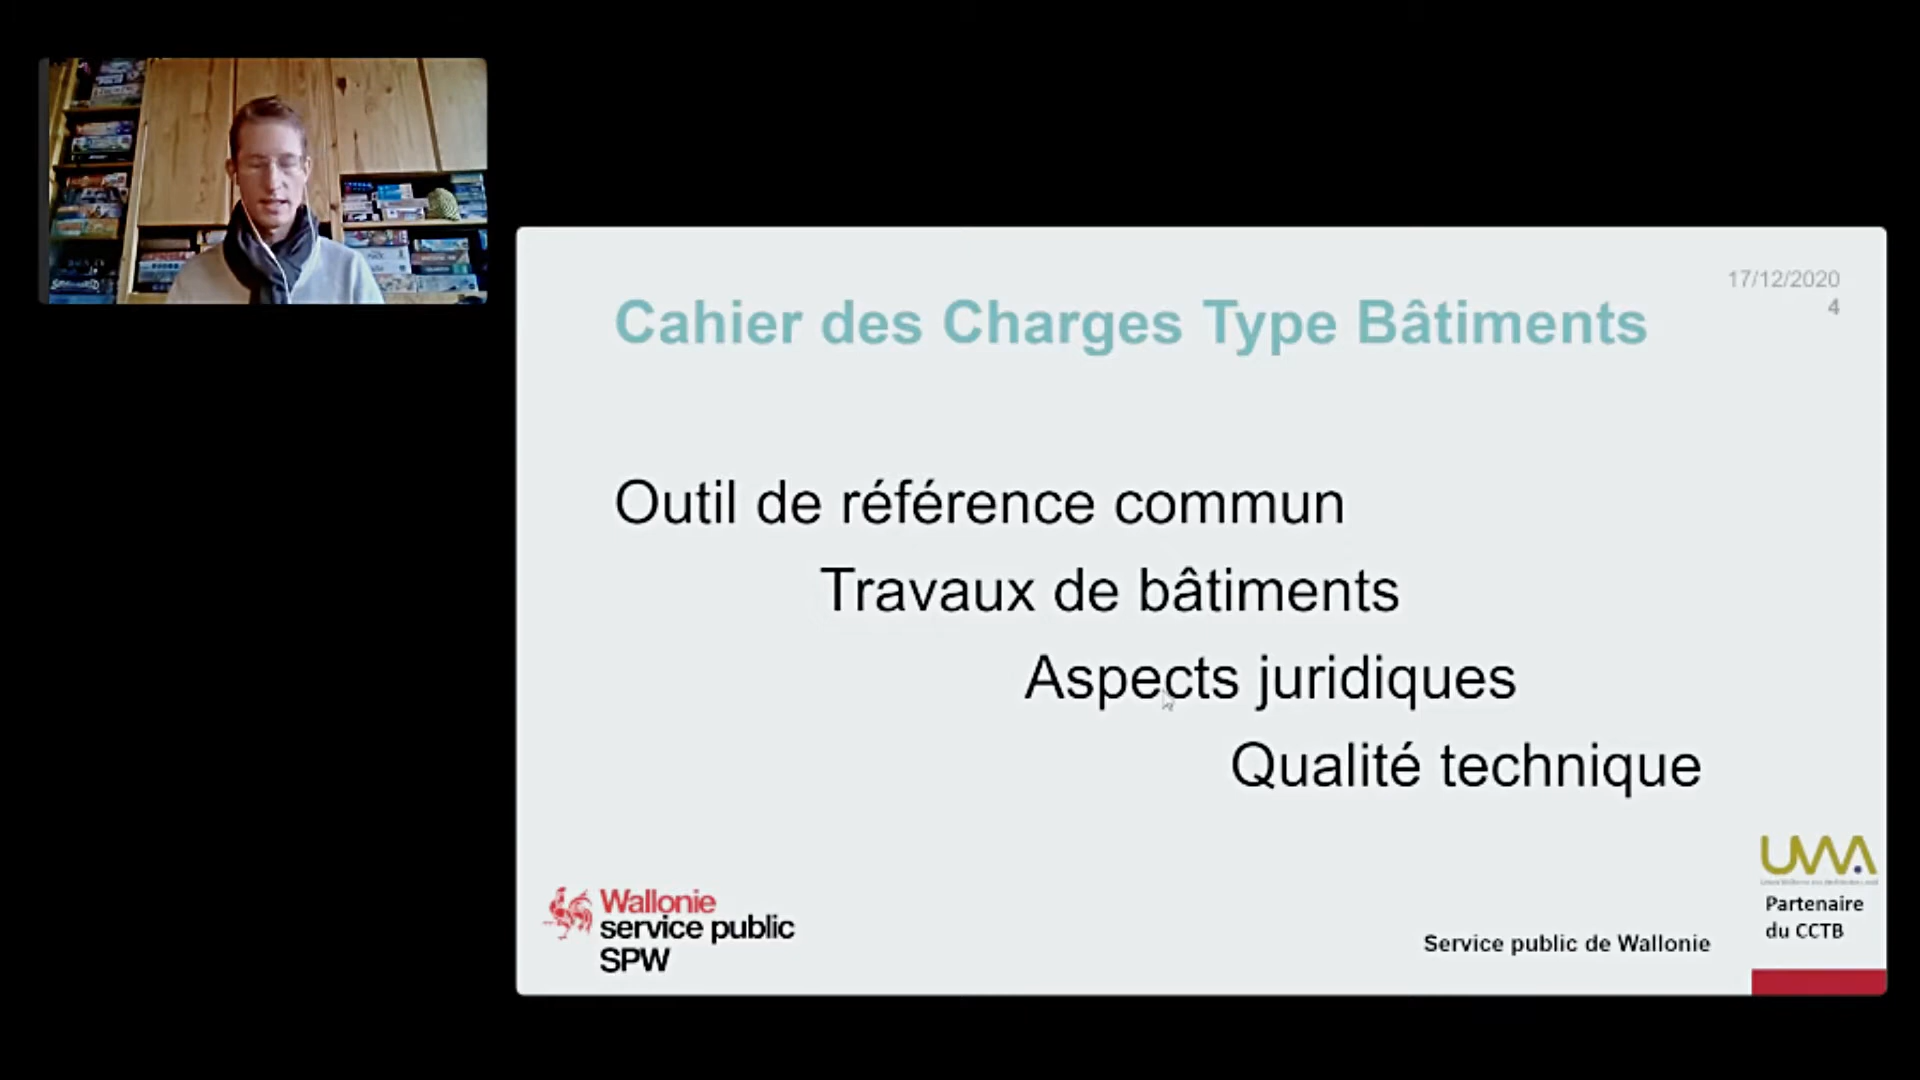 17/12/2020
4
Cahier des Charges Type Bâtiments
Outil de référence commun
Travaux de bâtiments
Aspects juridiques
Qualité technique
Wallonie
service public
SPW
Service public de Wallonie
UWA
Partenaire
du CCTB